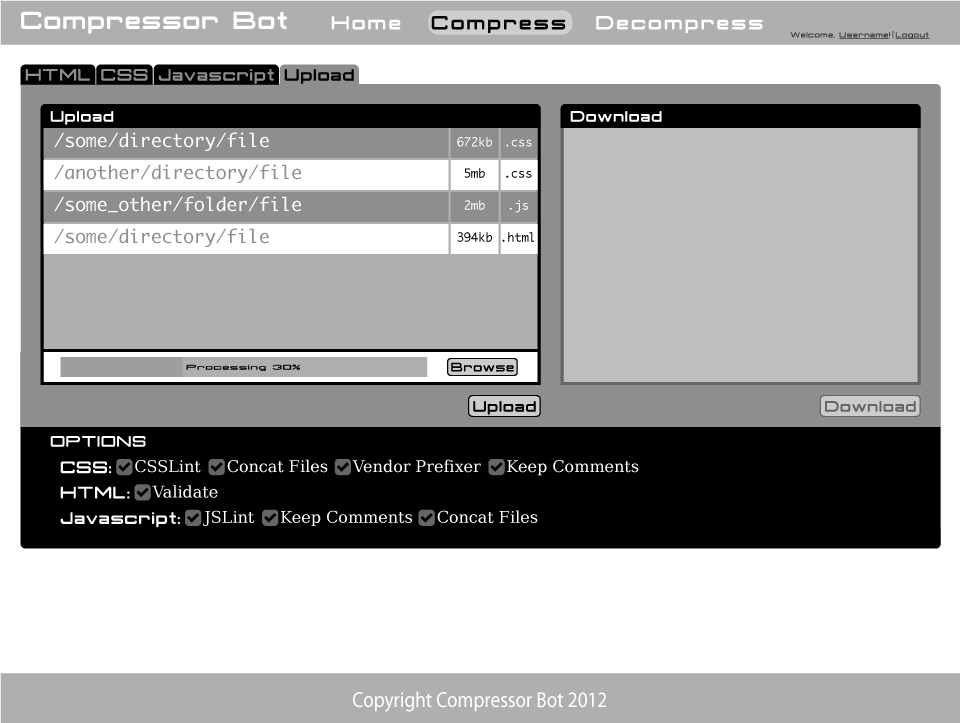 Compressor Bot Home Compress Decompress
Welcome, Username!|Logout
HTML CSS Javascript Upload
Upload
/some/directory/file 672kb .css
/another/directory/file 5mb .css
/some_other/folder/file 2mb .js
/some/directory/file 394kb .html
Processing 30% Browse
Upload
Download
Download
OPTIONS
CSS: CSSLint Concat Files Vendor Prefixer Keep Comments
HTML: Validate
Javascript: JSLint Keep Comments Concat Files
Copyright Compressor Bot 2012